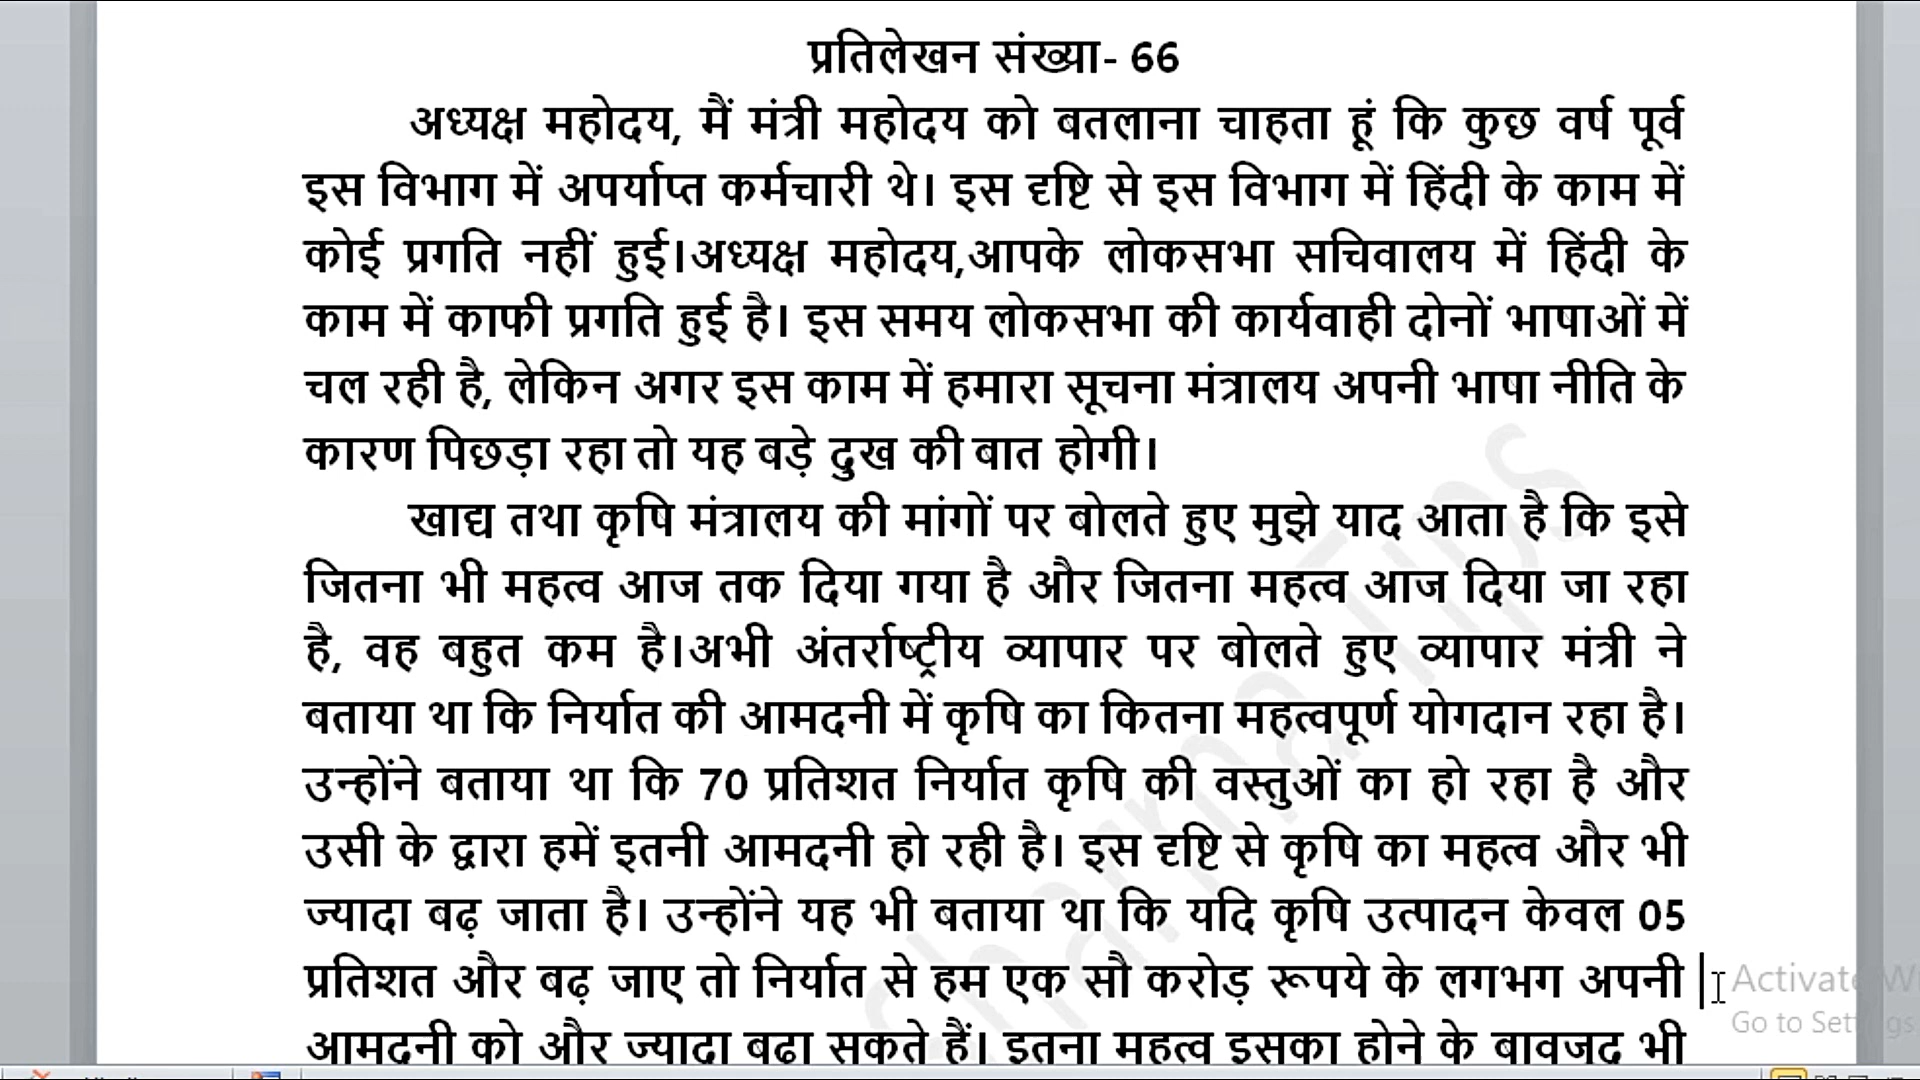 प्रतिलेखन संख्या- 66
अध्यक्ष महोदय, मैं मंत्री महोदय को बतलाना चाहता हूं कि कुछ वर्ष पूर्व
इस विभाग में अपर्याप्त कर्मचारी थे। इस दृष्टि से इस विभाग में हिंदी के काम में
कोई प्रगति नहीं हुई।अध्यक्ष महोदय,आपके लोकसभा सचिवालय में हिंदी के
काम में काफी प्रगति हुई है। इस समय लोकसभा की कार्यवाही दोनों भाषाओं में
चल रही है, लेकिन अगर इस काम में हमारा सूचना मंत्रालय अपनी भाषा नीति के
कारण पिछड़ा रहा तो यह बड़े दुख की बात होगी।
खाद्य तथा कृषि मंत्रालय की मांगों पर बोलते हुए मुझे याद आता है कि इसे
जितना भी महत्व आज तक दिया गया है और जितना महत्व आज दिया जा रहा
है, वह बहुत कम है।अभी अंतर्राष्ट्रीय व्यापार पर बोलते हुए व्यापार मंत्री ने
बताया था कि निर्यात की आमदनी में कृषि का कितना महत्वपूर्ण योगदान रहा है।
उन्होंने बताया था कि 70 प्रतिशत निर्यात कृषि की वस्तुओं का हो रहा है और
उसी के द्वारा हमें इतनी आमदनी हो रही है। इस दृष्टि से कृषि का महत्व और भी
ज्यादा बढ़ जाता है। उन्होंने यह भी बताया था कि यदि कृषि उत्पादन केवल 05
प्रतिशत और बढ़ जाए तो निर्यात से हम एक सौ करोड़ रूपये के लगभग अपनी
आमदनी को और ज्यादा बढ़ा सकते हैं। इतना महत्व इसका होने के बावजूद भी
Sharma Tips
Activate
Go to